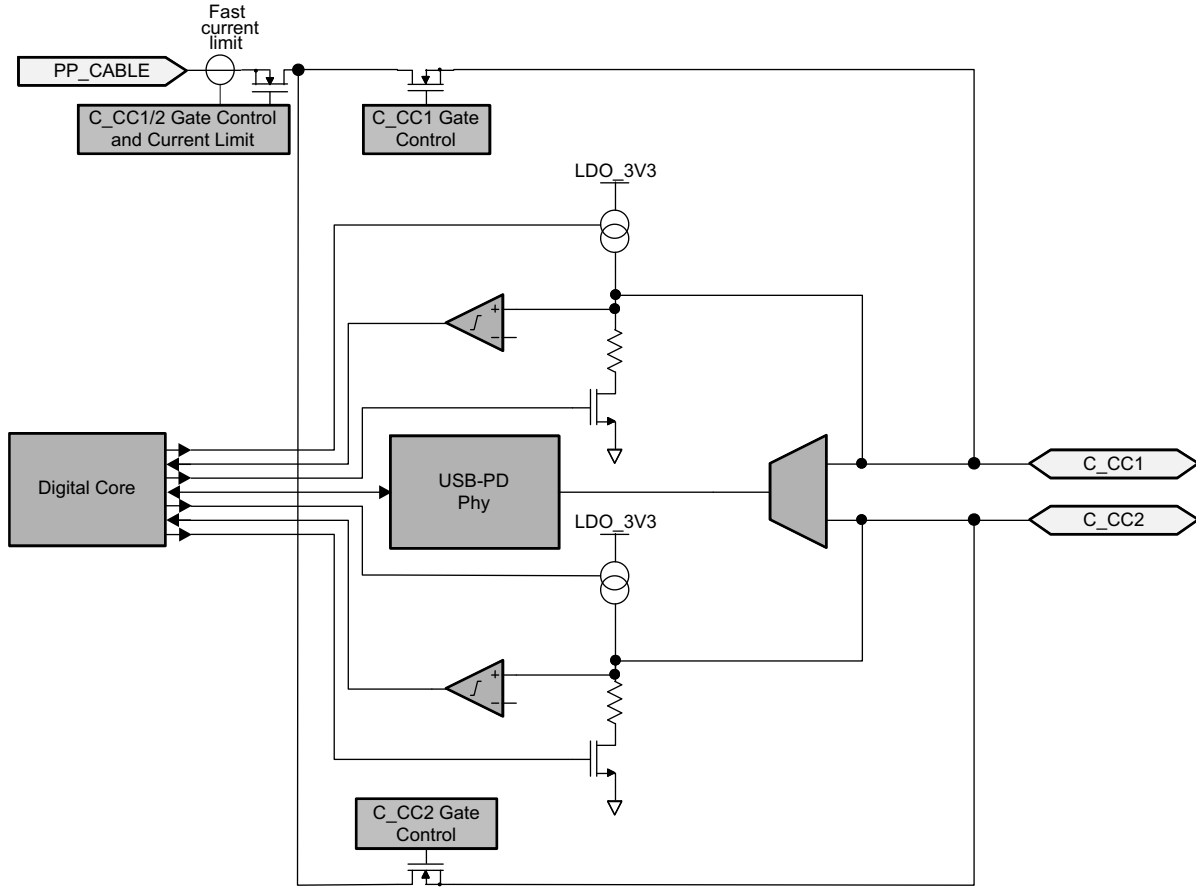 Fast
current
limit
PP_CABLE
C_CC1/2 Gate Control
and Current Limit
C_CC1 Gate
Control
LDO_3V3
+
−
Digital Core
USB-PD
Phy
C_CC1
C_CC2
LDO_3V3
+
−
C_CC2 Gate
Control